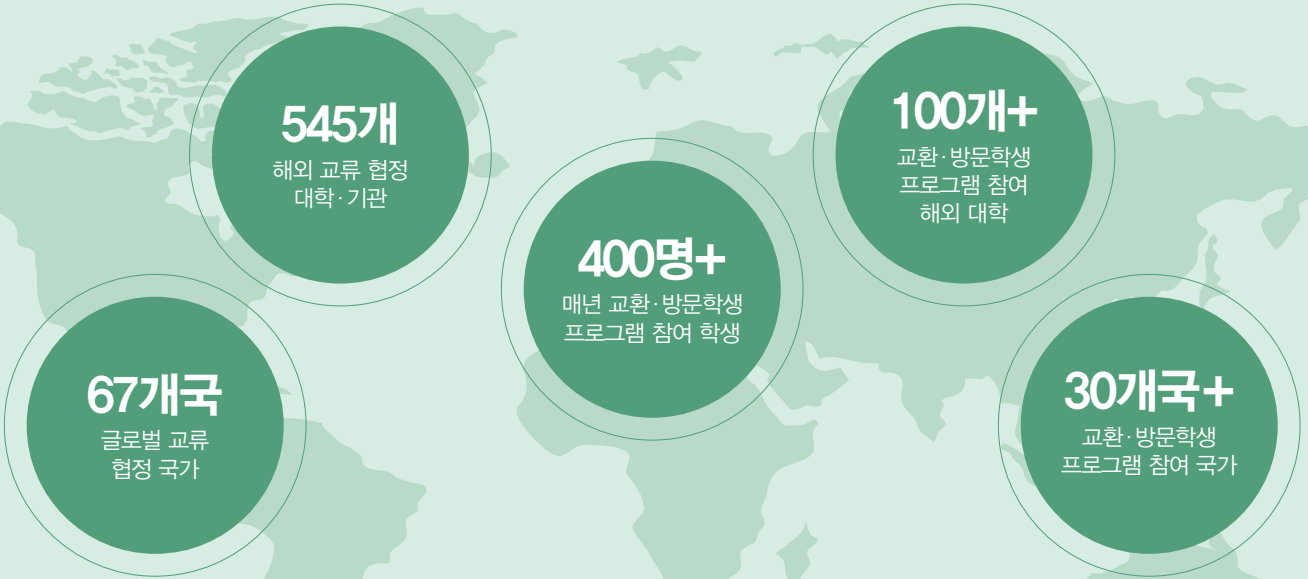 67개국
글로벌 교류
협정 국가
545개
해외 교류 협정
대학·기관
400명+
매년 교환·방문학생
프로그램 참여 학생
100개+
교환·방문학생
프로그램 참여
해외 대학
30개국+
교환·방문학생
프로그램 참여 국가